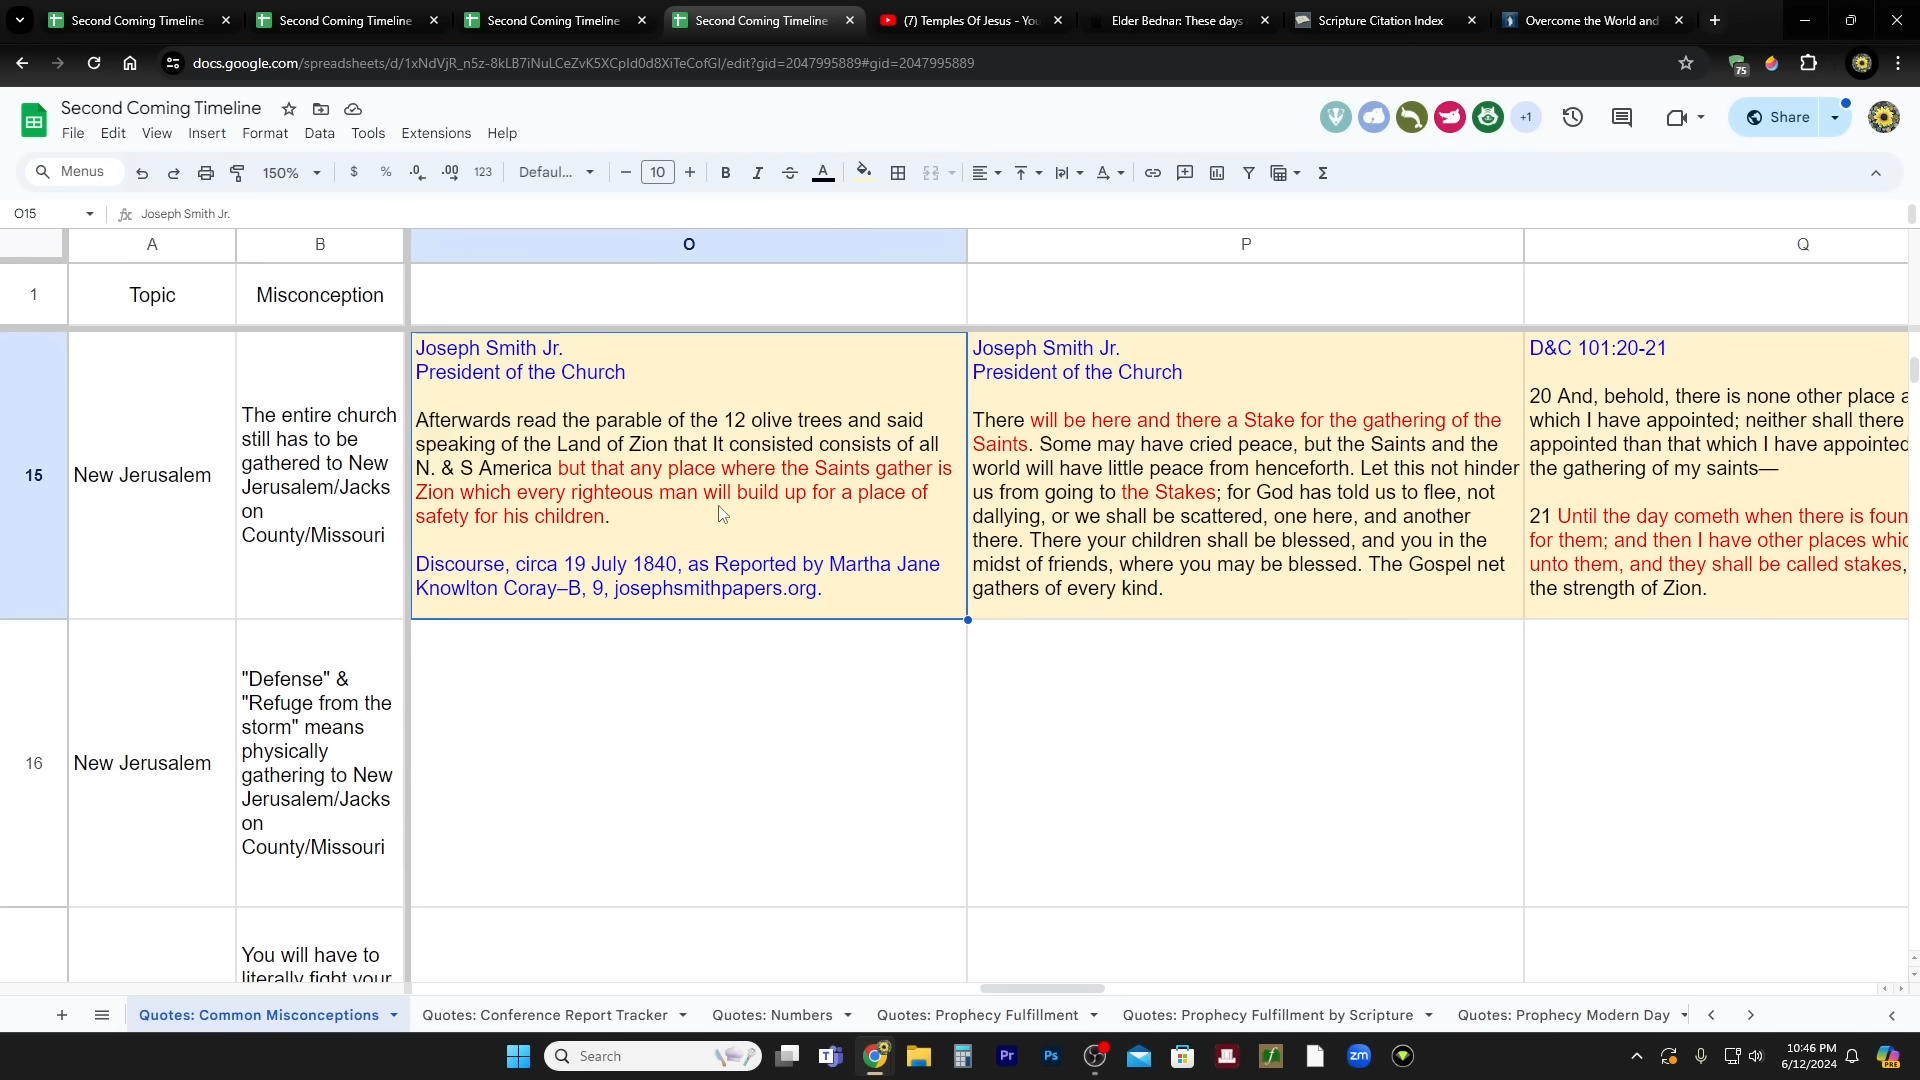 Second Coming Timeline
Second Coming Timeline
Second Coming Timeline
Second Coming Timeline
(7) Temples Of Jesus - You
Elder Bednar: These days
Scripture Citation Index
Overcome the World and
docs.google.com/spreadsheets/d/1xNdVjR_n5z-8kLB7iNuLCeZvK5XCpId0d8XiTeCofGI/edit?gid=2047995889#gid=2047995889
75
Second Coming Timeline
File Edit View Insert Format Data Tools Extensions Help
+1
Share
Menus
150%
$ % .0 .00 123
Defaul...
10
B I A
O15
fx Joseph Smith Jr.
A B O P Q
1
Topic
Misconception
15
New Jerusalem
The entire church
still has to be
gathered to New
Jerusalem/Jacks
on
County/Missouri
Joseph Smith Jr.
President of the Church
Afterwards read the parable of the 12 olive trees and said
speaking of the Land of Zion that It consisted consists of all
N. & S America but that any place where the Saints gather is
Zion which every righteous man will build up for a place of
safety for his children.
Discourse, circa 19 July 1840, as Reported by Martha Jane
Knowlton Coray–B, 9, josephsmithpapers.org.
Joseph Smith Jr.
President of the Church
There will be here and there a Stake for the gathering of the
Saints. Some may have cried peace, but the Saints and the
world will have little peace from henceforth. Let this not hinder
us from going to the Stakes; for God has told us to flee, not
dallying, or we shall be scattered, one here, and another
there. There your children shall be blessed, and you in the
midst of friends, where you may be blessed. The Gospel net
gathers of every kind.
D&C 101:20-21
20 And, behold, there is none other place a
which I have appointed; neither shall there
appointed than that which I have appointed
the gathering of my saints—
21 Until the day cometh when there is foun
for them; and then I have other places whic
unto them, and they shall be called stakes,
the strength of Zion.
16
New Jerusalem
"Defense" &
"Refuge from the
storm" means
physically
gathering to New
Jerusalem/Jacks
on
County/Missouri
You will have to
literally fight your
Quotes: Common Misconceptions
Quotes: Conference Report Tracker
Quotes: Numbers
Quotes: Prophecy Fulfillment
Quotes: Prophecy Fulfillment by Scripture
Quotes: Prophecy Modern Day
Search
Pr
Ps
zm
10:46 PM
6/12/2024
PRE